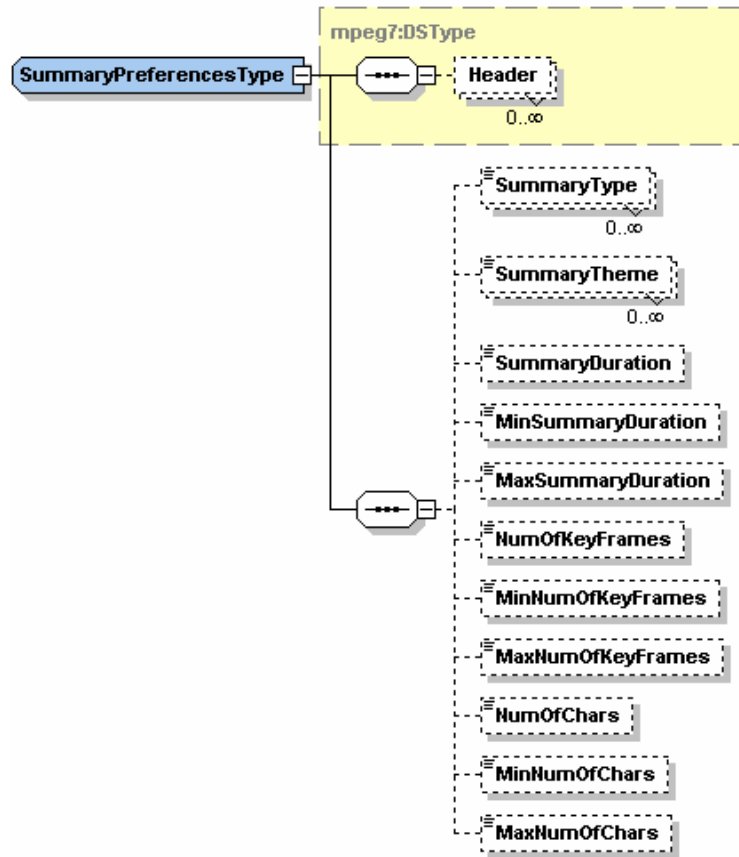 mpeg7:DSType
SummaryPreferencesType
Header
0..∞
SummaryType
0..∞
SummaryTheme
0..∞
SummaryDuration
MinSummaryDuration
MaxSummaryDuration
NumOfKeyFrames
MinNumOfKeyFrames
MaxNumOfKeyFrames
NumOfChars
MinNumOfChars
MaxNumOfChars